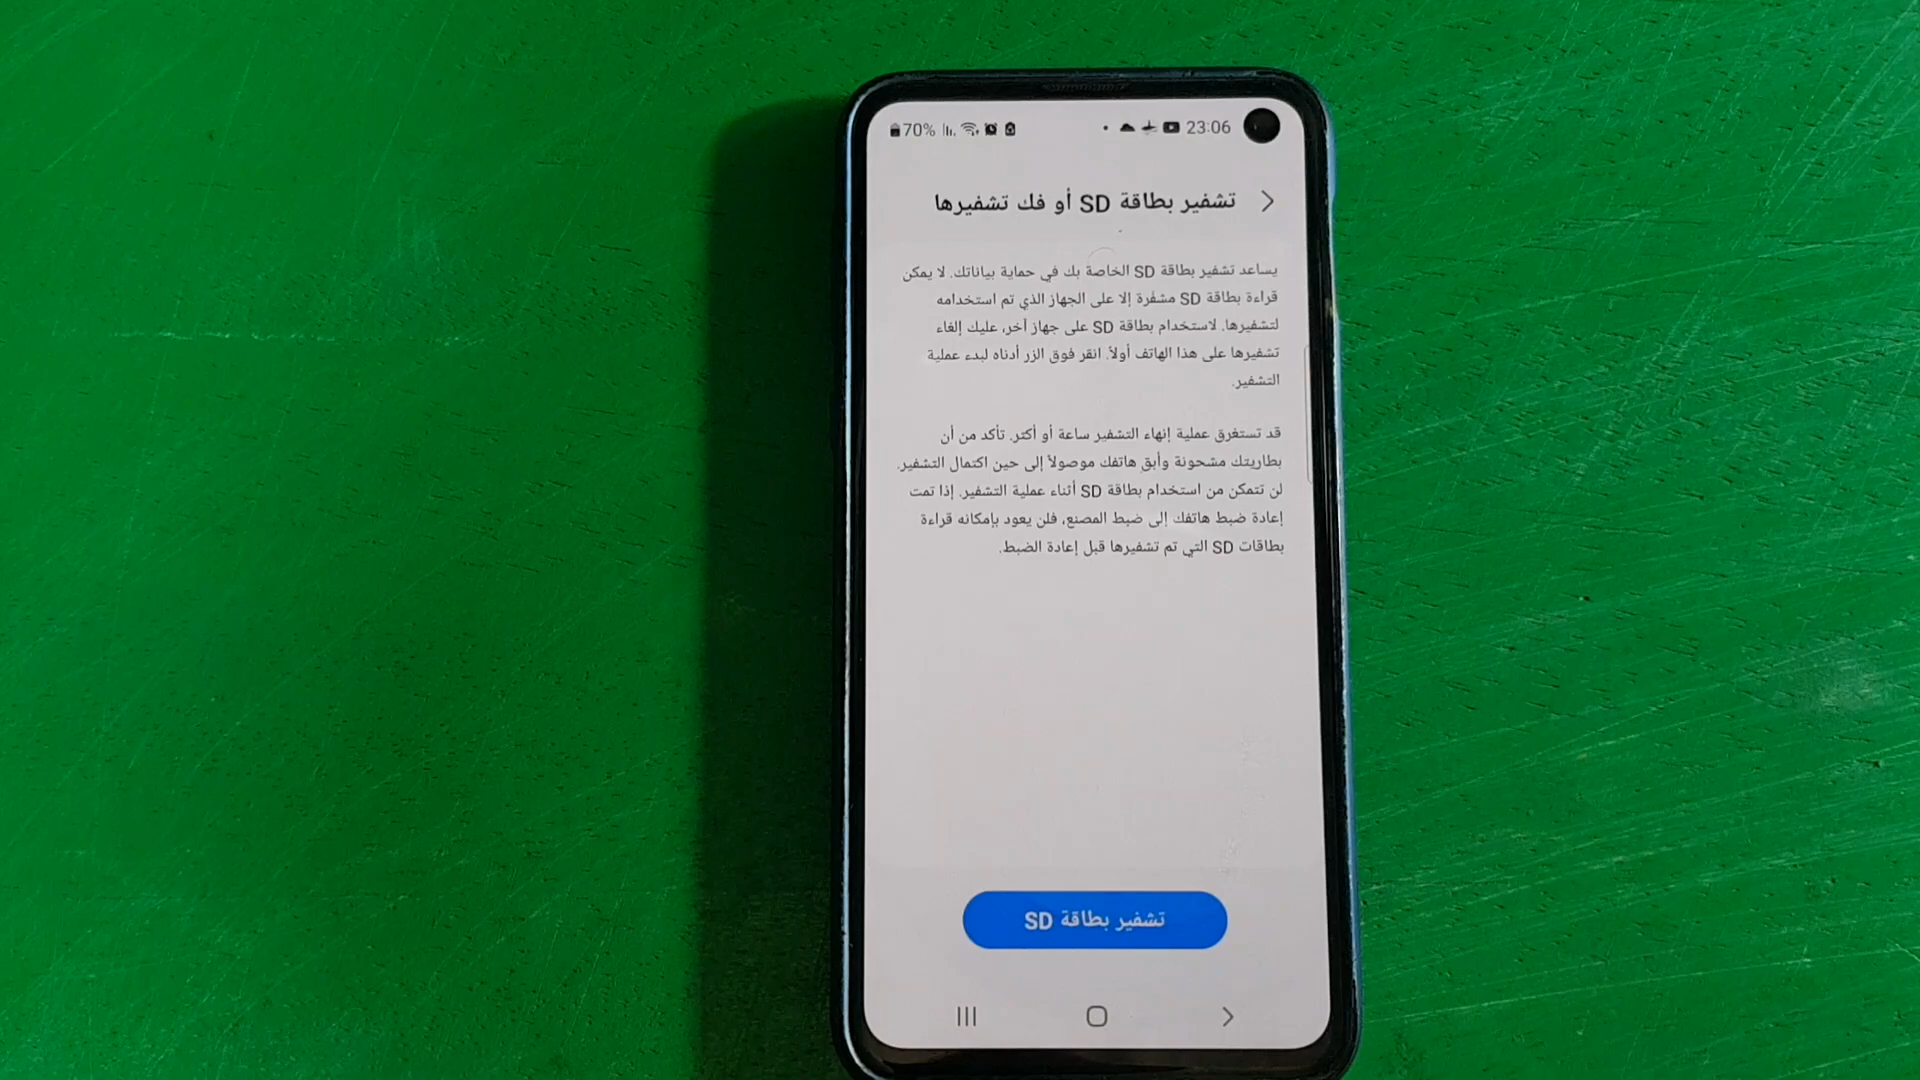 23:06
70%
تشفير بطاقة SD أو فك تشفيرها
يساعد تشفير بطاقة SD الخاصة بك في حماية بياناتك. لا يمكن
قراءة بطاقة SD مشفرة إلا على الجهاز الذي تم استخدامه
لتشفيرها. لاستخدام بطاقة SD على جهاز آخر، عليك إلغاء
تشفيرها على هذا الهاتف أولاً. انقر فوق الزر أدناه لبدء عملية
التشفير.
قد تستغرق عملية إنهاء التشفير ساعة أو أكثر. تأكد من أن
بطاريتك مشحونة وأبق هاتفك موصولاً إلى حين اكتمال التشفير.
لن تتمكن من استخدام بطاقة SD أثناء عملية التشفير. إذا تمت
إعادة ضبط هاتفك إلى ضبط المصنع، فلن يعود بإمكانه قراءة
بطاقات SD التي تم تشفيرها قبل إعادة الضبط.
تشفير بطاقة SD